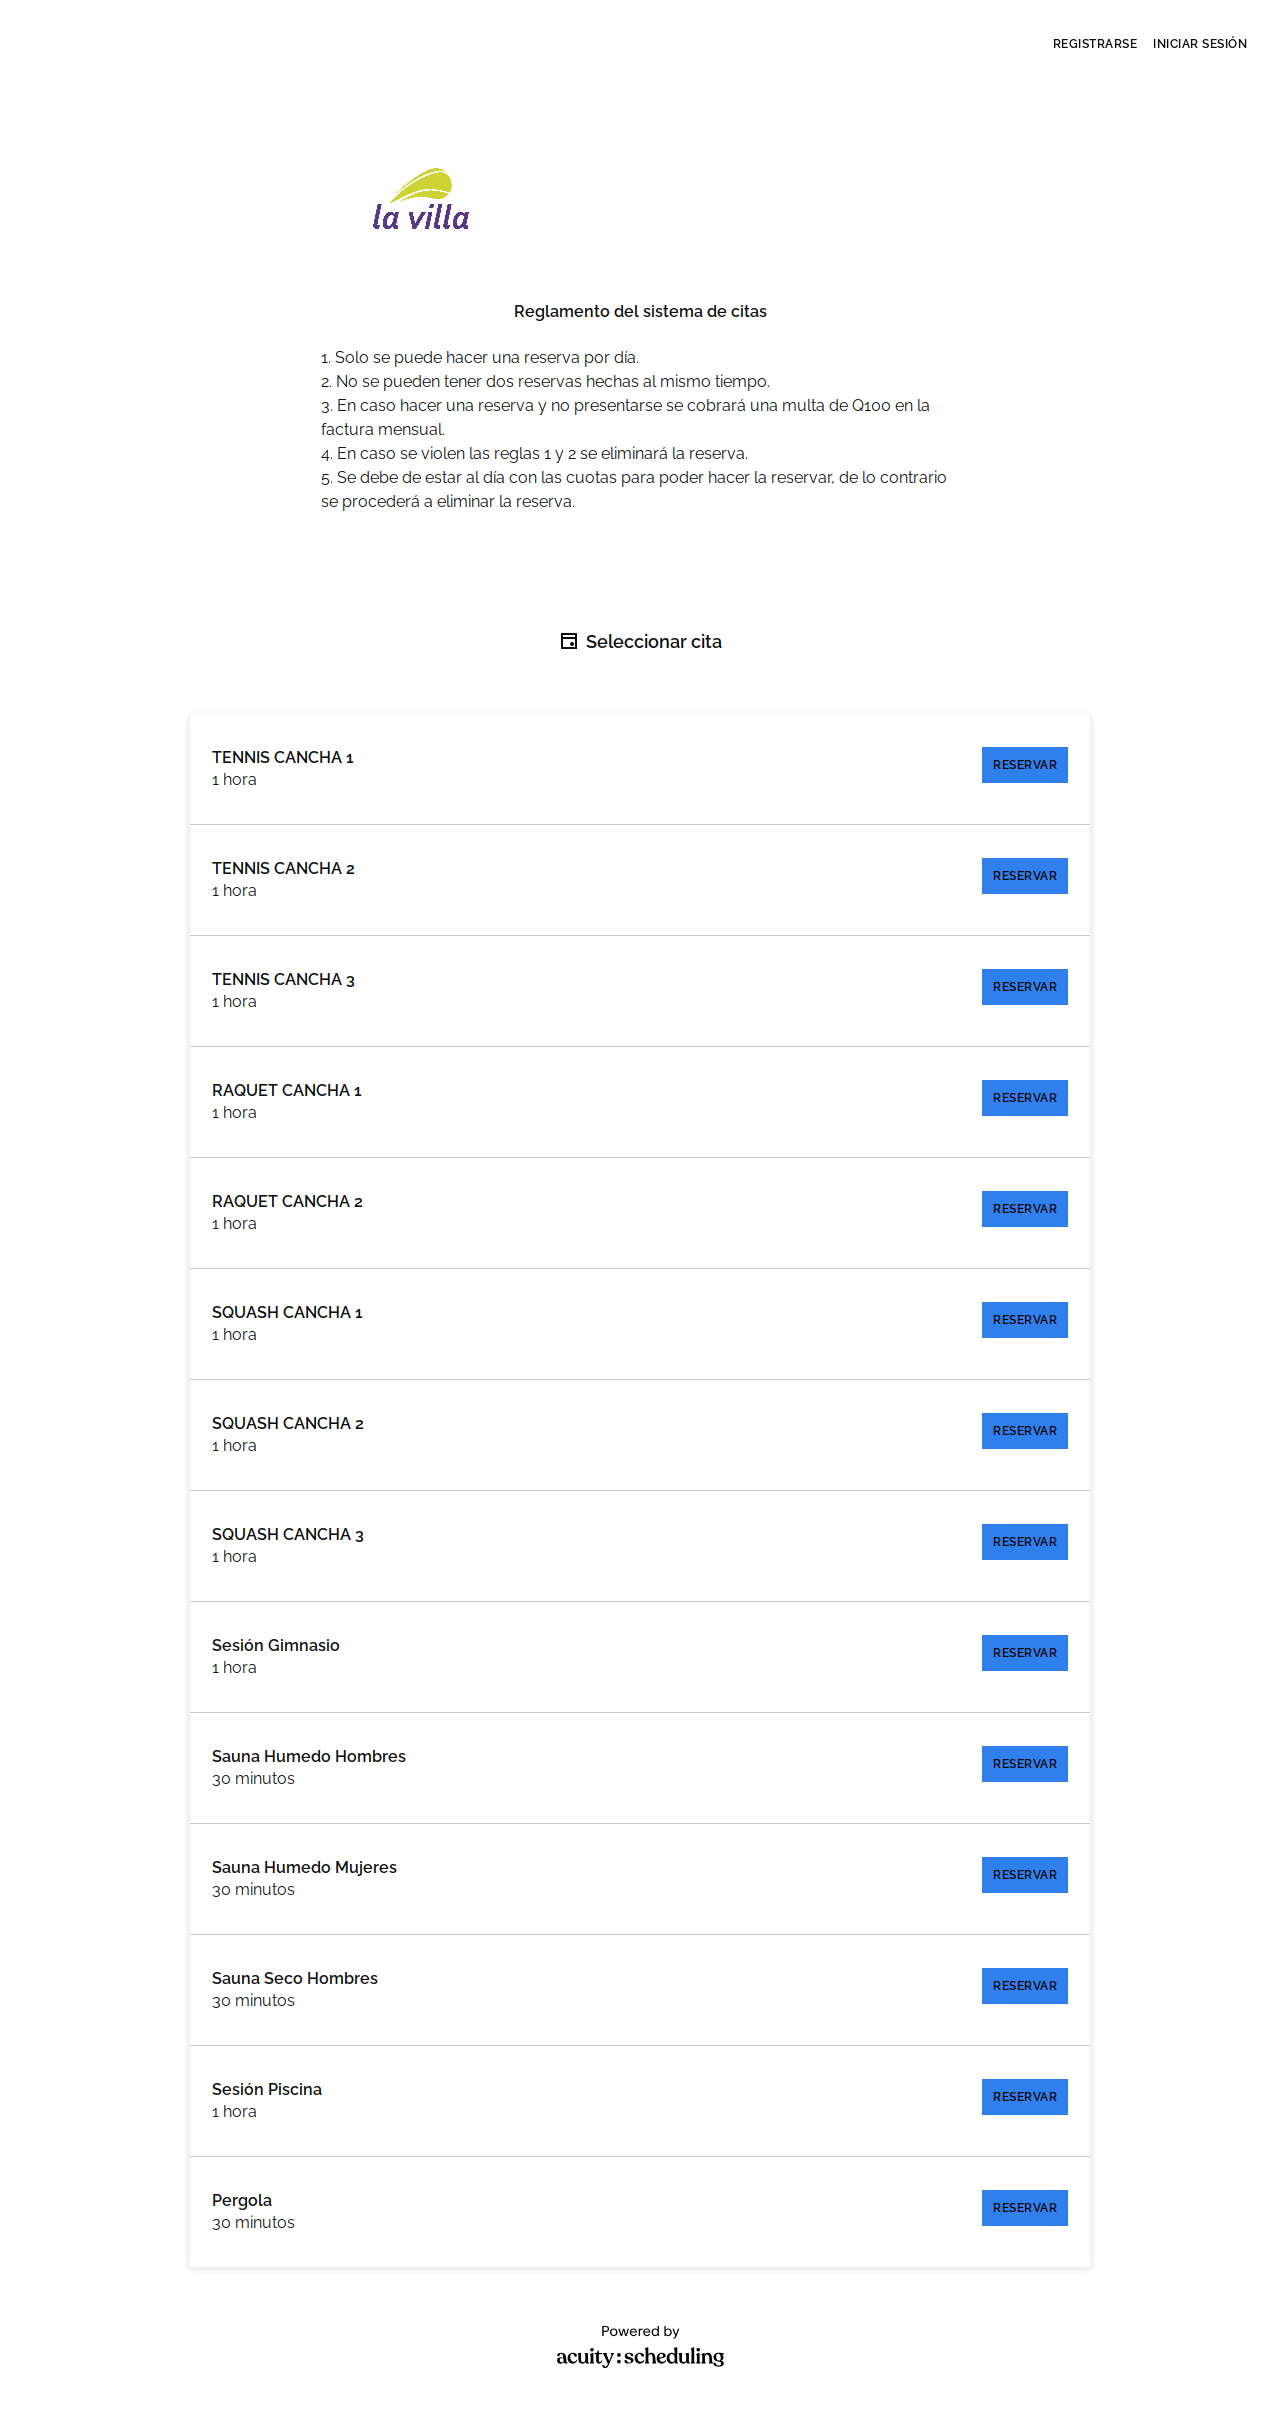 REGISTRARSE INICIAR SESIÓN
la villa
Reglamento del sistema de citas
1. Solo se puede hacer una reserva por día.
2. No se pueden tener dos reservas hechas al mismo tiempo.
3. En caso hacer una reserva y no presentarse se cobrará una multa de Q100 en la
factura mensual.
4. En caso se violen las reglas 1 y 2 se eliminará la reserva.
5. Se debe de estar al día con las cuotas para poder hacer la reservar, de lo contrario
se procederá a eliminar la reserva.
Seleccionar cita
TENNIS CANCHA 1
1 hora
RESERVAR
TENNIS CANCHA 2
1 hora
RESERVAR
TENNIS CANCHA 3
1 hora
RESERVAR
RAQUET CANCHA 1
1 hora
RESERVAR
RAQUET CANCHA 2
1 hora
RESERVAR
SQUASH CANCHA 1
1 hora
RESERVAR
SQUASH CANCHA 2
1 hora
RESERVAR
SQUASH CANCHA 3
1 hora
RESERVAR
Sesión Gimnasio
1 hora
RESERVAR
Sauna Humedo Hombres
30 minutos
RESERVAR
Sauna Humedo Mujeres
30 minutos
RESERVAR
Sauna Seco Hombres
30 minutos
RESERVAR
Sesión Piscina
1 hora
RESERVAR
Pergola
30 minutos
RESERVAR
Powered by
acuity:scheduling